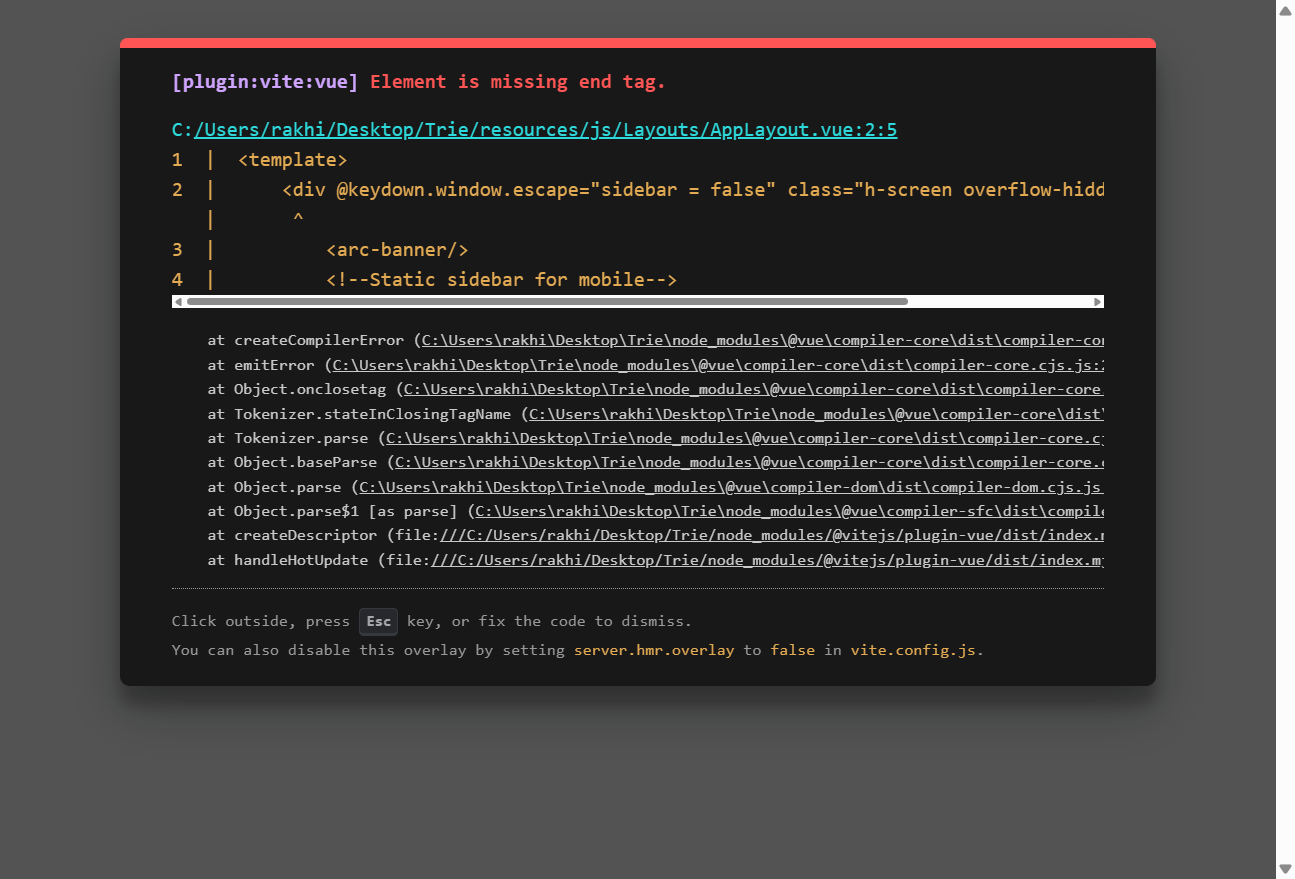 [plugin:vite:vue] Element is missing end tag.
C:/Users/rakhi/Desktop/Trie/resources/js/Layouts/AppLayout.vue:2:5
1  |  <template>
2  |      <div @keydown.window.escape="sidebar = false" class="h-screen overflow-hidd
   |       ^
3  |          <arc-banner/>
4  |          <!--Static sidebar for mobile-->
at createCompilerError (C:\Users\rakhi\Desktop\Trie\node_modules\@vue\compiler-core\dist\compiler-cor
at emitError (C:\Users\rakhi\Desktop\Trie\node_modules\@vue\compiler-core\dist\compiler-core.cjs.js:2
at Object.onclosetag (C:\Users\rakhi\Desktop\Trie\node_modules\@vue\compiler-core\dist\compiler-core.
at Tokenizer.stateInClosingTagName (C:\Users\rakhi\Desktop\Trie\node_modules\@vue\compiler-core\dist\
at Tokenizer.parse (C:\Users\rakhi\Desktop\Trie\node_modules\@vue\compiler-core\dist\compiler-core.cj
at Object.baseParse (C:\Users\rakhi\Desktop\Trie\node_modules\@vue\compiler-core\dist\compiler-core.c
at Object.parse (C:\Users\rakhi\Desktop\Trie\node_modules\@vue\compiler-dom\dist\compiler-dom.cjs.js
at Object.parse$1 [as parse] (C:\Users\rakhi\Desktop\Trie\node_modules\@vue\compiler-sfc\dist\compile
at createDescriptor (file:///C:/Users/rakhi/Desktop/Trie/node_modules/@vitejs/plugin-vue/dist/index.m
at handleHotUpdate (file:///C:/Users/rakhi/Desktop/Trie/node_modules/@vitejs/plugin-vue/dist/index.m
Click outside, press Esc key, or fix the code to dismiss.
You can also disable this overlay by setting server.hmr.overlay to false in vite.config.js.